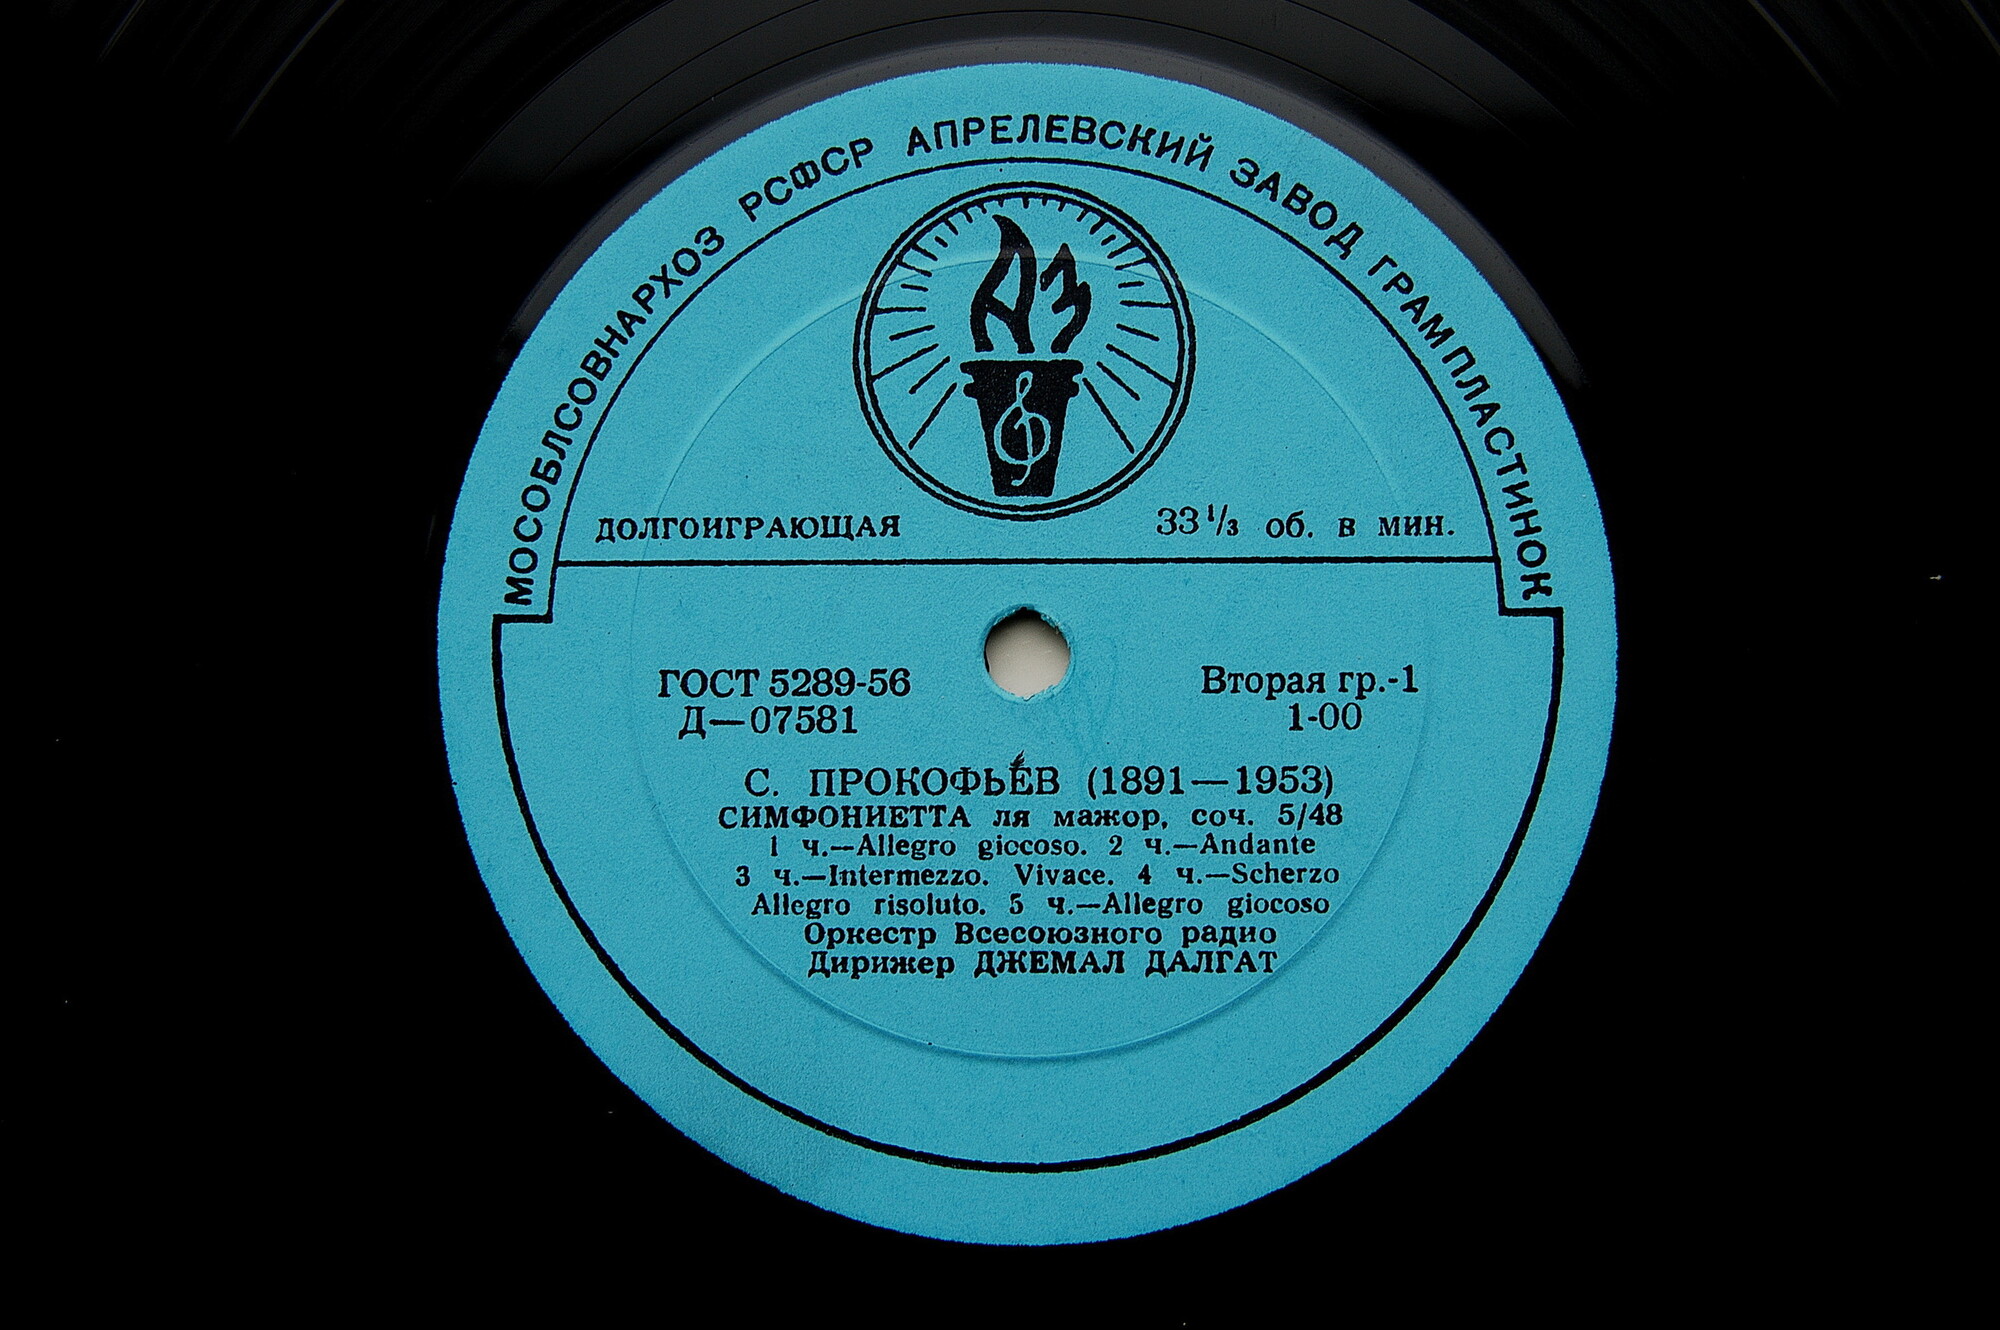 МОСОБЛСОВНАРХОЗ РСФСР АПРЕЛЕВСКИЙ ЗАВОД ГРАМПЛАСТИНОК
АЗ
ДОЛГОИГРАЮЩАЯ 33 1/3 об. в мин.
ГОСТ 5289-56 Вторая гр.-1
Д—07581 1-00
С. ПРОКОФЬЕВ (1891—1953)
СИМФОНИЕТТА ля мажор, соч. 5/48
1 ч.—Allegro giocoso. 2 ч.—Andante
3 ч.—Intermezzo. Vivace. 4 ч.—Scherzo
Allegro risoluto. 5 ч.—Allegro giocoso
Оркестр Всесоюзного радио
Дирижер ДЖЕМАЛ ДАЛГАТ